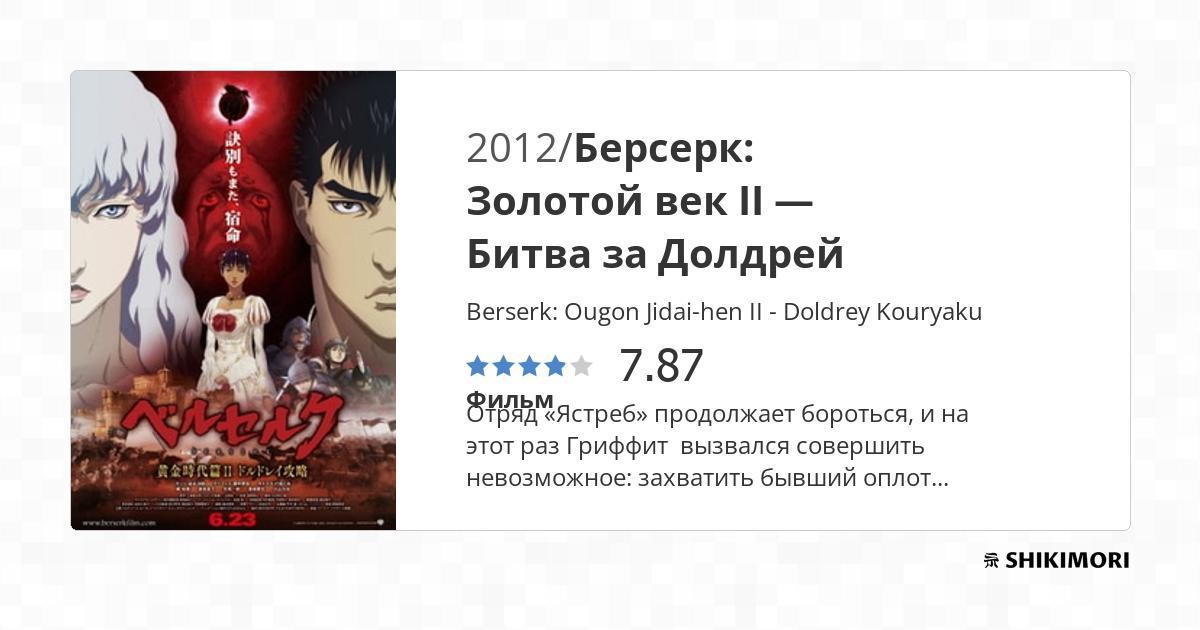 訣別もまた、宿命
ベルセルク
黄金時代篇II ドルドレイ攻略
6.23
www.berserkfilm.com
2012/Берсерк:
Золотой век II —
Битва за Долдрей
Berserk: Ougon Jidai-hen II - Doldrey Kouryaku
7.87
Фильм
Отряд «Ястреб» продолжает бороться, и на
этот раз Гриффит вызвался совершить
невозможное: захватить бывший оплот...
SHIKIMORI